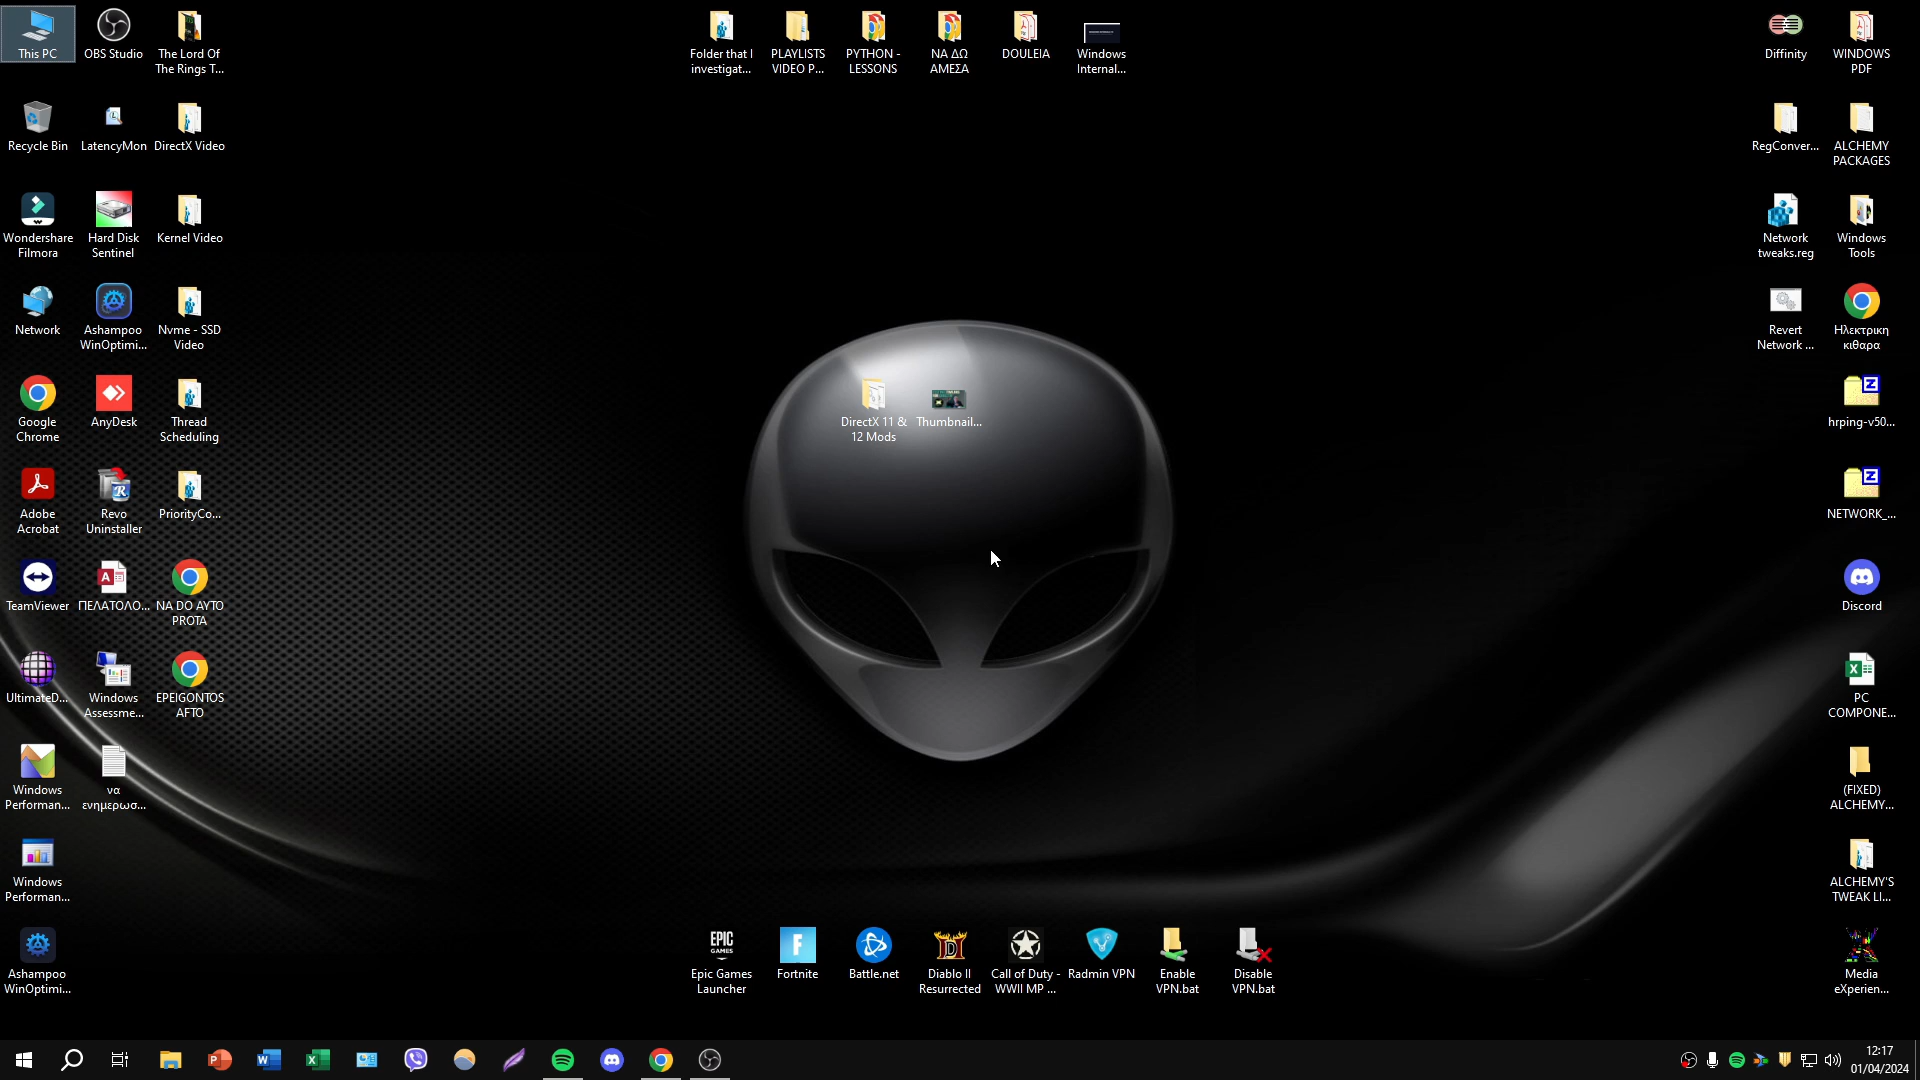 This PC
OBS Studio
The Lord Of
The Rings T...
Folder that I
investigat...
PLAYLISTS
VIDEO P...
PYTHON -
LESSONS
ΝΑ ΔΩ
ΑΜΕΣΑ
DOULEIA
Windows
Internal...
Diffinity
WINDOWS
PDF
Recycle Bin
LatencyMon
DirectX Video
RegConver...
ALCHEMY
PACKAGES
Wondershare
Filmora
Hard Disk
Sentinel
Kernel Video
Network
tweaks.reg
Windows
Tools
Network
Ashampoo
WinOptimi...
Nvme - SSD
Video
Revert
Network ...
Ηλεκτρικη
κιθαρα
Google
Chrome
AnyDesk
Thread
Scheduling
DirectX 11 &
12 Mods
Thumbnail...
hrping-v50...
Adobe
Acrobat
Revo
Uninstaller
PriorityCo...
NETWORK_...
TeamViewer
ΠΕΛΑΤΟΛΟ...
NA DO AYTO
PROTA
Discord
UltimateD...
Windows
Assessme...
EPEIGONTOS
AFTO
PC
COMPONE...
Windows
Performan...
να
ενημερωσ...
(FIXED)
ALCHEMY...
Windows
Performan...
ALCHEMY'S
TWEAK LI...
Ashampoo
WinOptimi...
EPIC
GAMES
Epic Games
Launcher
Fortnite
Battle.net
Diablo II
Resurrected
Call of Duty -
WWII MP ...
Radmin VPN
Enable
VPN.bat
Disable
VPN.bat
Media
eXperien...
12:17
01/04/2024